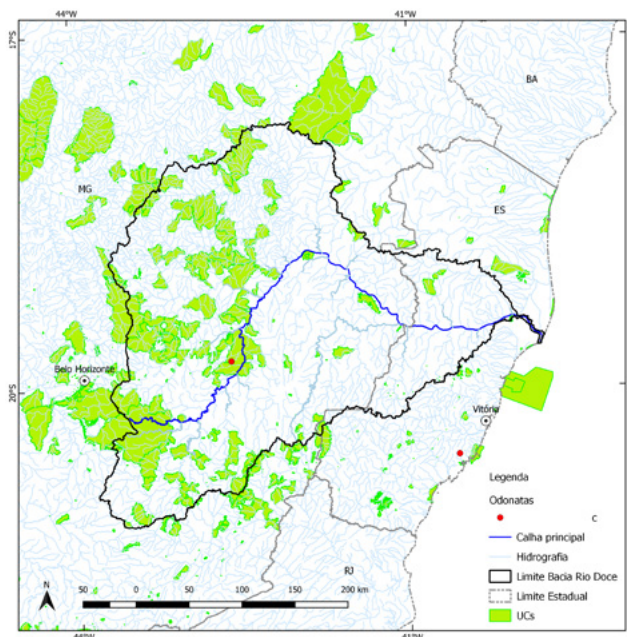 44°W
41°W
17°S
BA
MG
ES
Belo Horizonte
20°S
Vitória
Legenda
Odonatas
c
Calha principal
Hidrografia
RJ
Limite Bacia Rio Doce
N
50 0 50 100 150 200 km
Limite Estadual
UCs